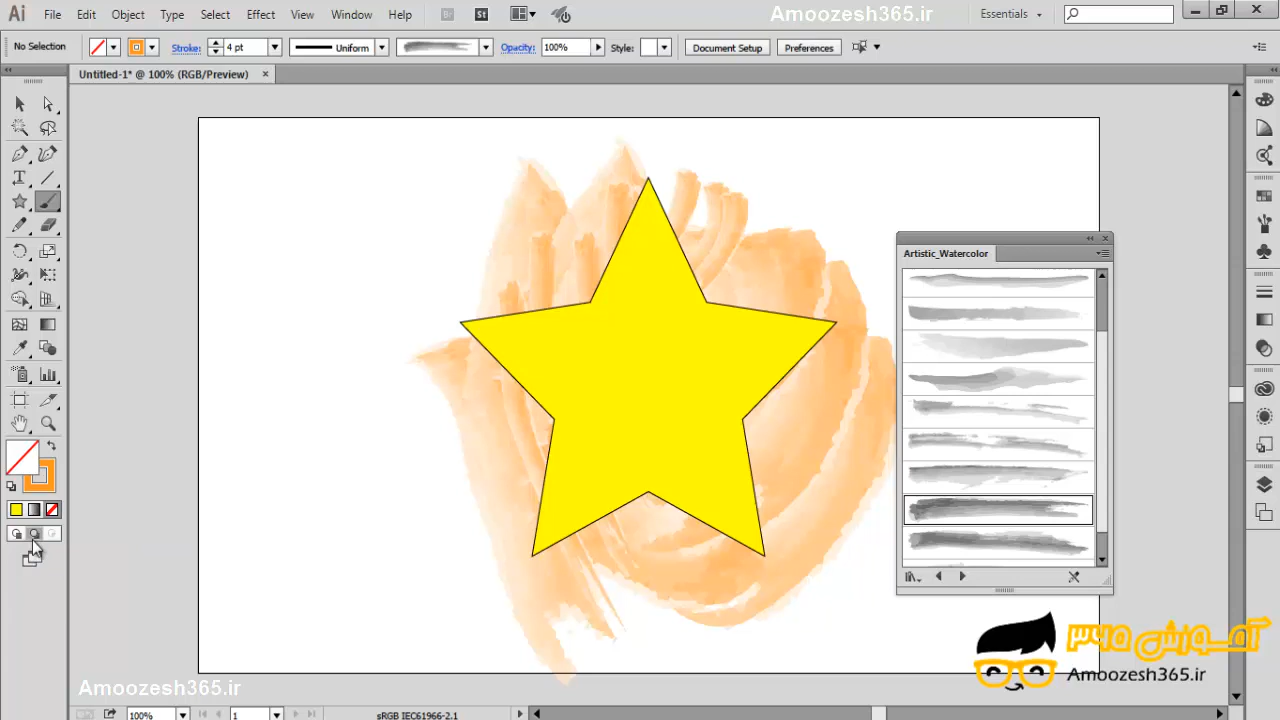 Ai File Edit Object Type Select Effect View Window Help Br St Amoozesh365.ir Essentials
No Selection Stroke: 4 pt Uniform Opacity: 100% Style: Document Setup Preferences
Untitled-1* @ 100% (RGB/Preview)
Artistic_Watercolor
آموزش ۳۶۵
Amoozesh365.ir
Amoozesh365.ir
100% 1 sRGB IEC61966-2.1